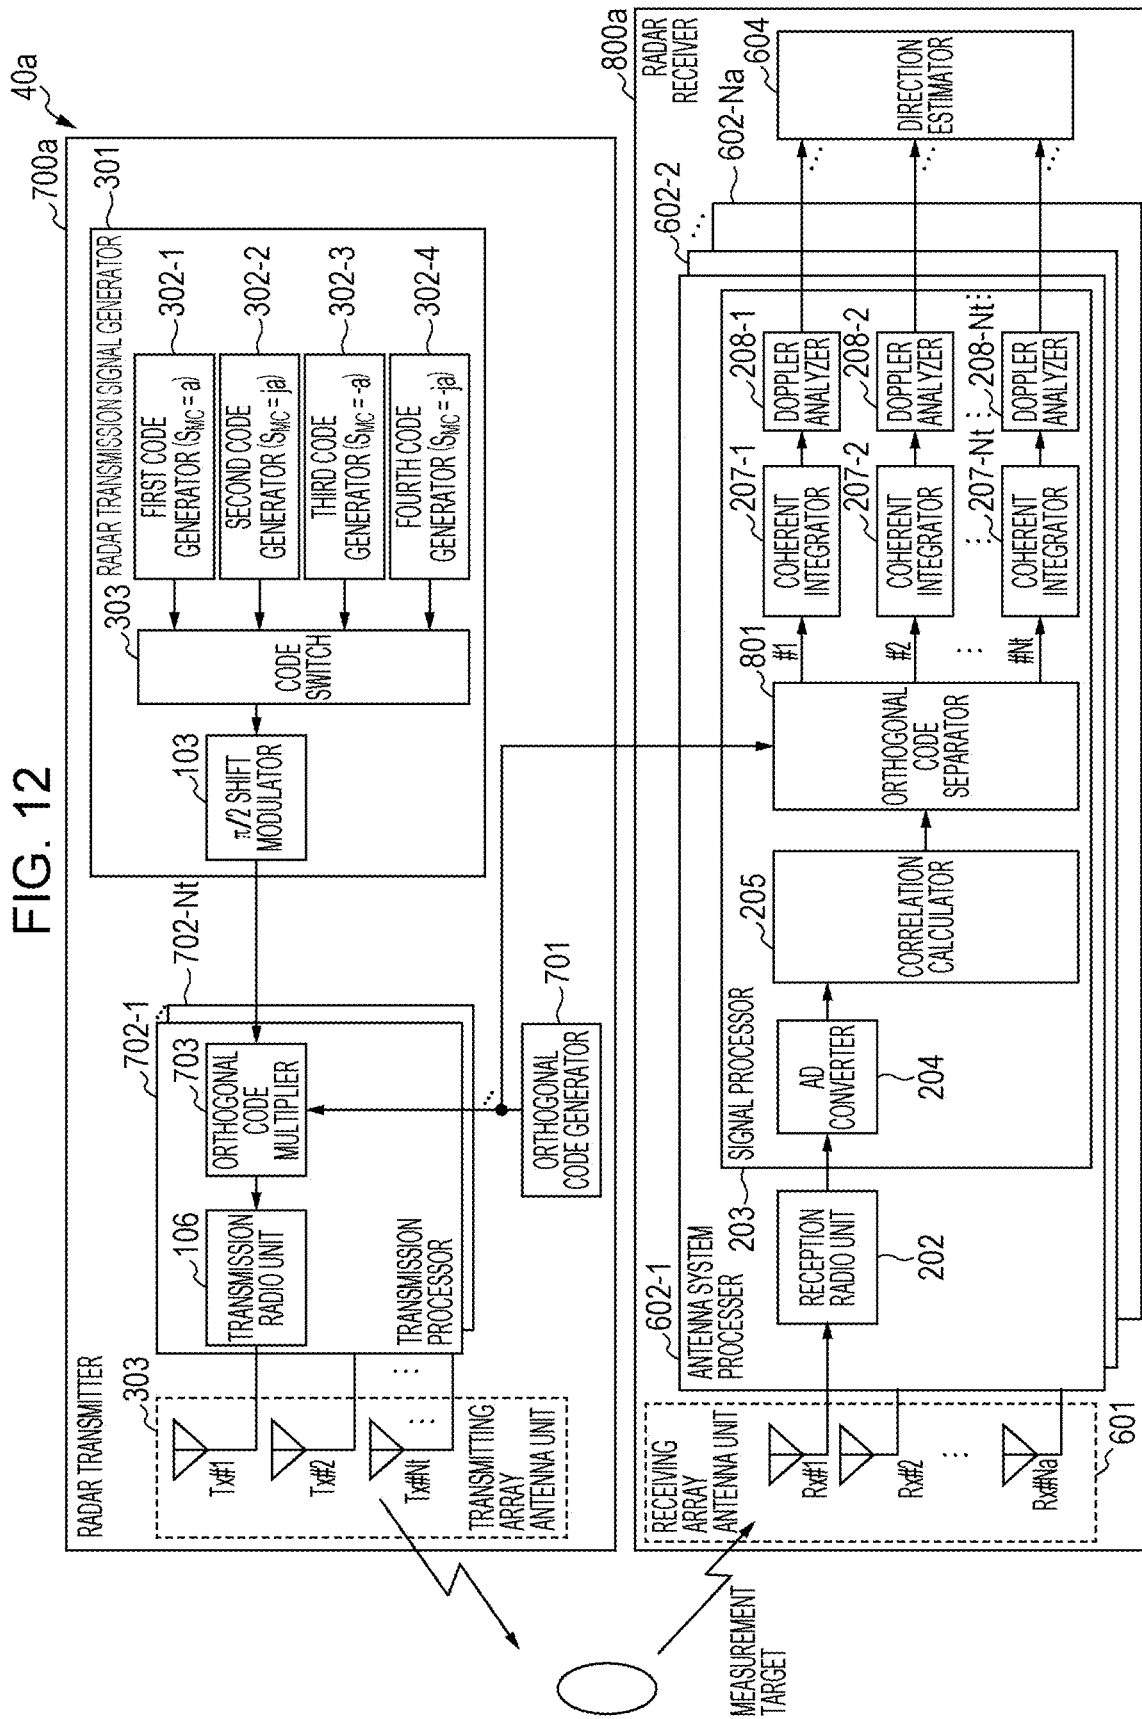 FIG. 12
40a
700a
RADAR TRANSMITTER
303
Tx#1
Tx#2
Tx#Nt
TRANSMITTING
ARRAY
ANTENNA UNIT
702-1
702-Nt
106
TRANSMISSION
RADIO UNIT
703
ORTHOGONAL
CODE
MULTIPLIER
TRANSMISSION
PROCESSOR
701
ORTHOGONAL
CODE GENERATOR
103
π/2 SHIFT
MODULATOR
303
CODE
SWITCH
RADAR TRANSMISSION SIGNAL GENERATOR
301
FIRST CODE
GENERATOR (SMC = a)
302-1
SECOND CODE
GENERATOR (SMC = ja)
302-2
THIRD CODE
GENERATOR (SMC = -a)
302-3
FOURTH CODE
GENERATOR (SMC = -ja)
302-4
MEASUREMENT
TARGET
800a
RADAR
RECEIVER
RECEIVING
ARRAY
ANTENNA UNIT
Rx#1
Rx#2
Rx#Na
601
602-1
602-2
602-Na
ANTENNA SYSTEM
PROCESSER
RECEPTION
RADIO UNIT
202
203
SIGNAL PROCESSOR
AD
CONVERTER
204
205
CORRELATION
CALCULATOR
801
ORTHOGONAL
CODE
SEPARATOR
#1
#2
#Nt
207-1
COHERENT
INTEGRATOR
207-2
COHERENT
INTEGRATOR
207-Nt
COHERENT
INTEGRATOR
208-1
DOPPLER
ANALYZER
208-2
DOPPLER
ANALYZER
208-Nt
DOPPLER
ANALYZER
604
DIRECTION
ESTIMATOR